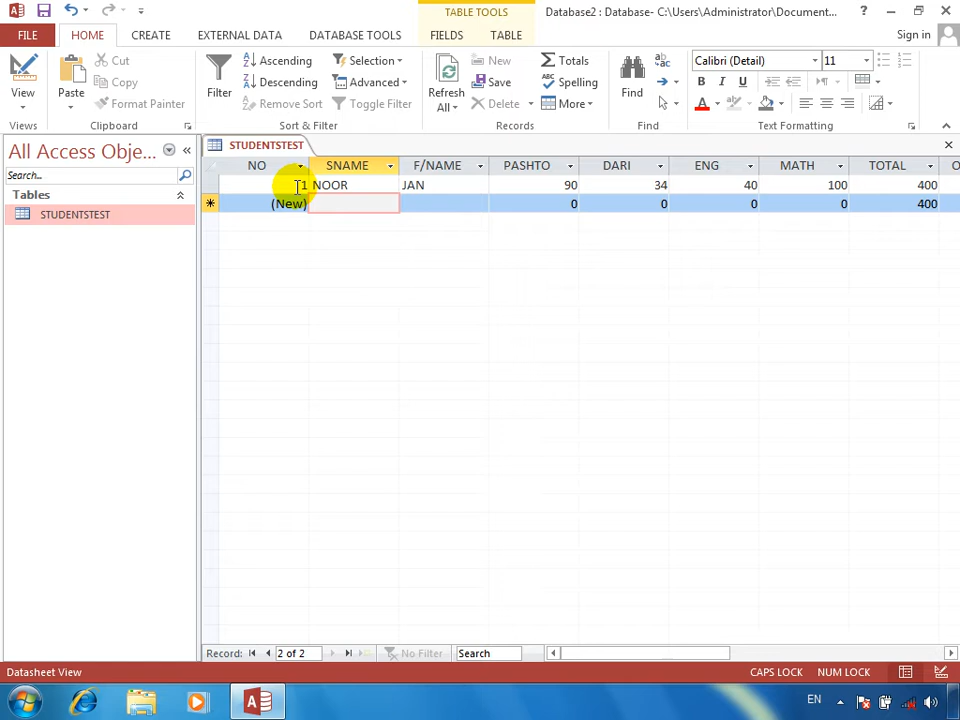 TABLE TOOLS
Database2 : Database- C:\Users\Administrator\Document...
?
FILE
HOME
CREATE
EXTERNAL DATA
DATABASE TOOLS
FIELDS
TABLE
Sign in
View
Views
Paste
Cut
Copy
Format Painter
Clipboard
Filter
Ascending
Descending
Remove Sort
Selection
Advanced
Toggle Filter
Sort & Filter
Refresh
All
New
Save
Delete
Totals
Spelling
More
Records
Find
Find
Calibri (Detail)
11
B I U
Text Formatting
All Access Obje...
Search...
Tables
STUDENTSTEST
STUDENTSTEST
NO SNAME F/NAME PASHTO DARI ENG MATH TOTAL
1 NOOR JAN 90 34 40 100 400
(New) 0 0 0 0 400
Record: 2 of 2 No Filter Search
Datasheet View
CAPS LOCK NUM LOCK
EN